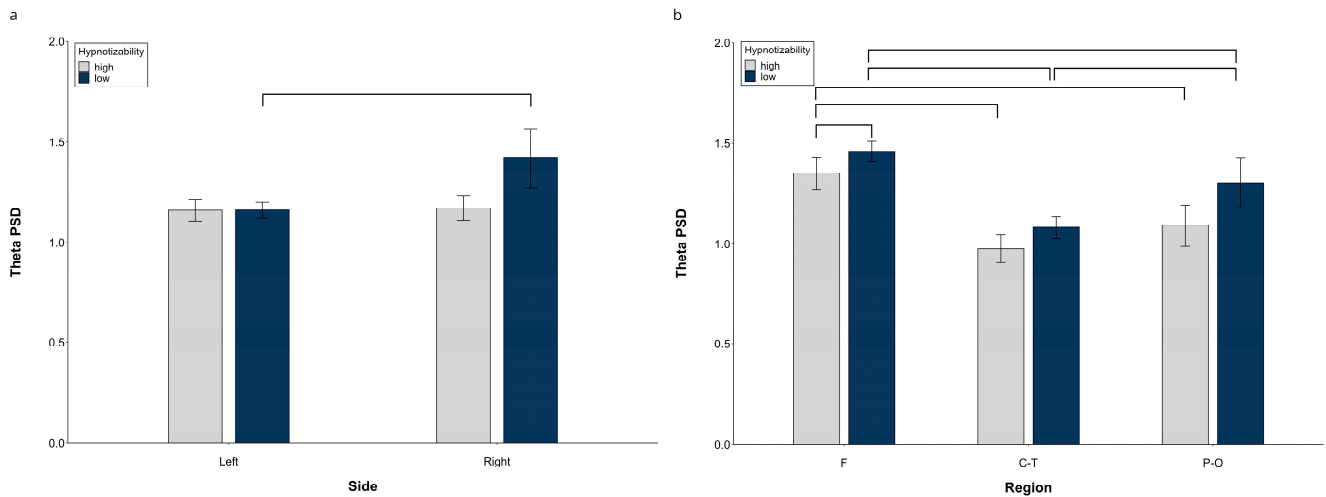 a
Hypnotizability
high
low
2.0
1.5
1.0
0.5
0.0
Theta PSD
Left
Right
Side
b
Hypnotizability
high
low
2.0
1.5
1.0
0.5
0.0
Theta PSD
F
C-T
P-O
Region